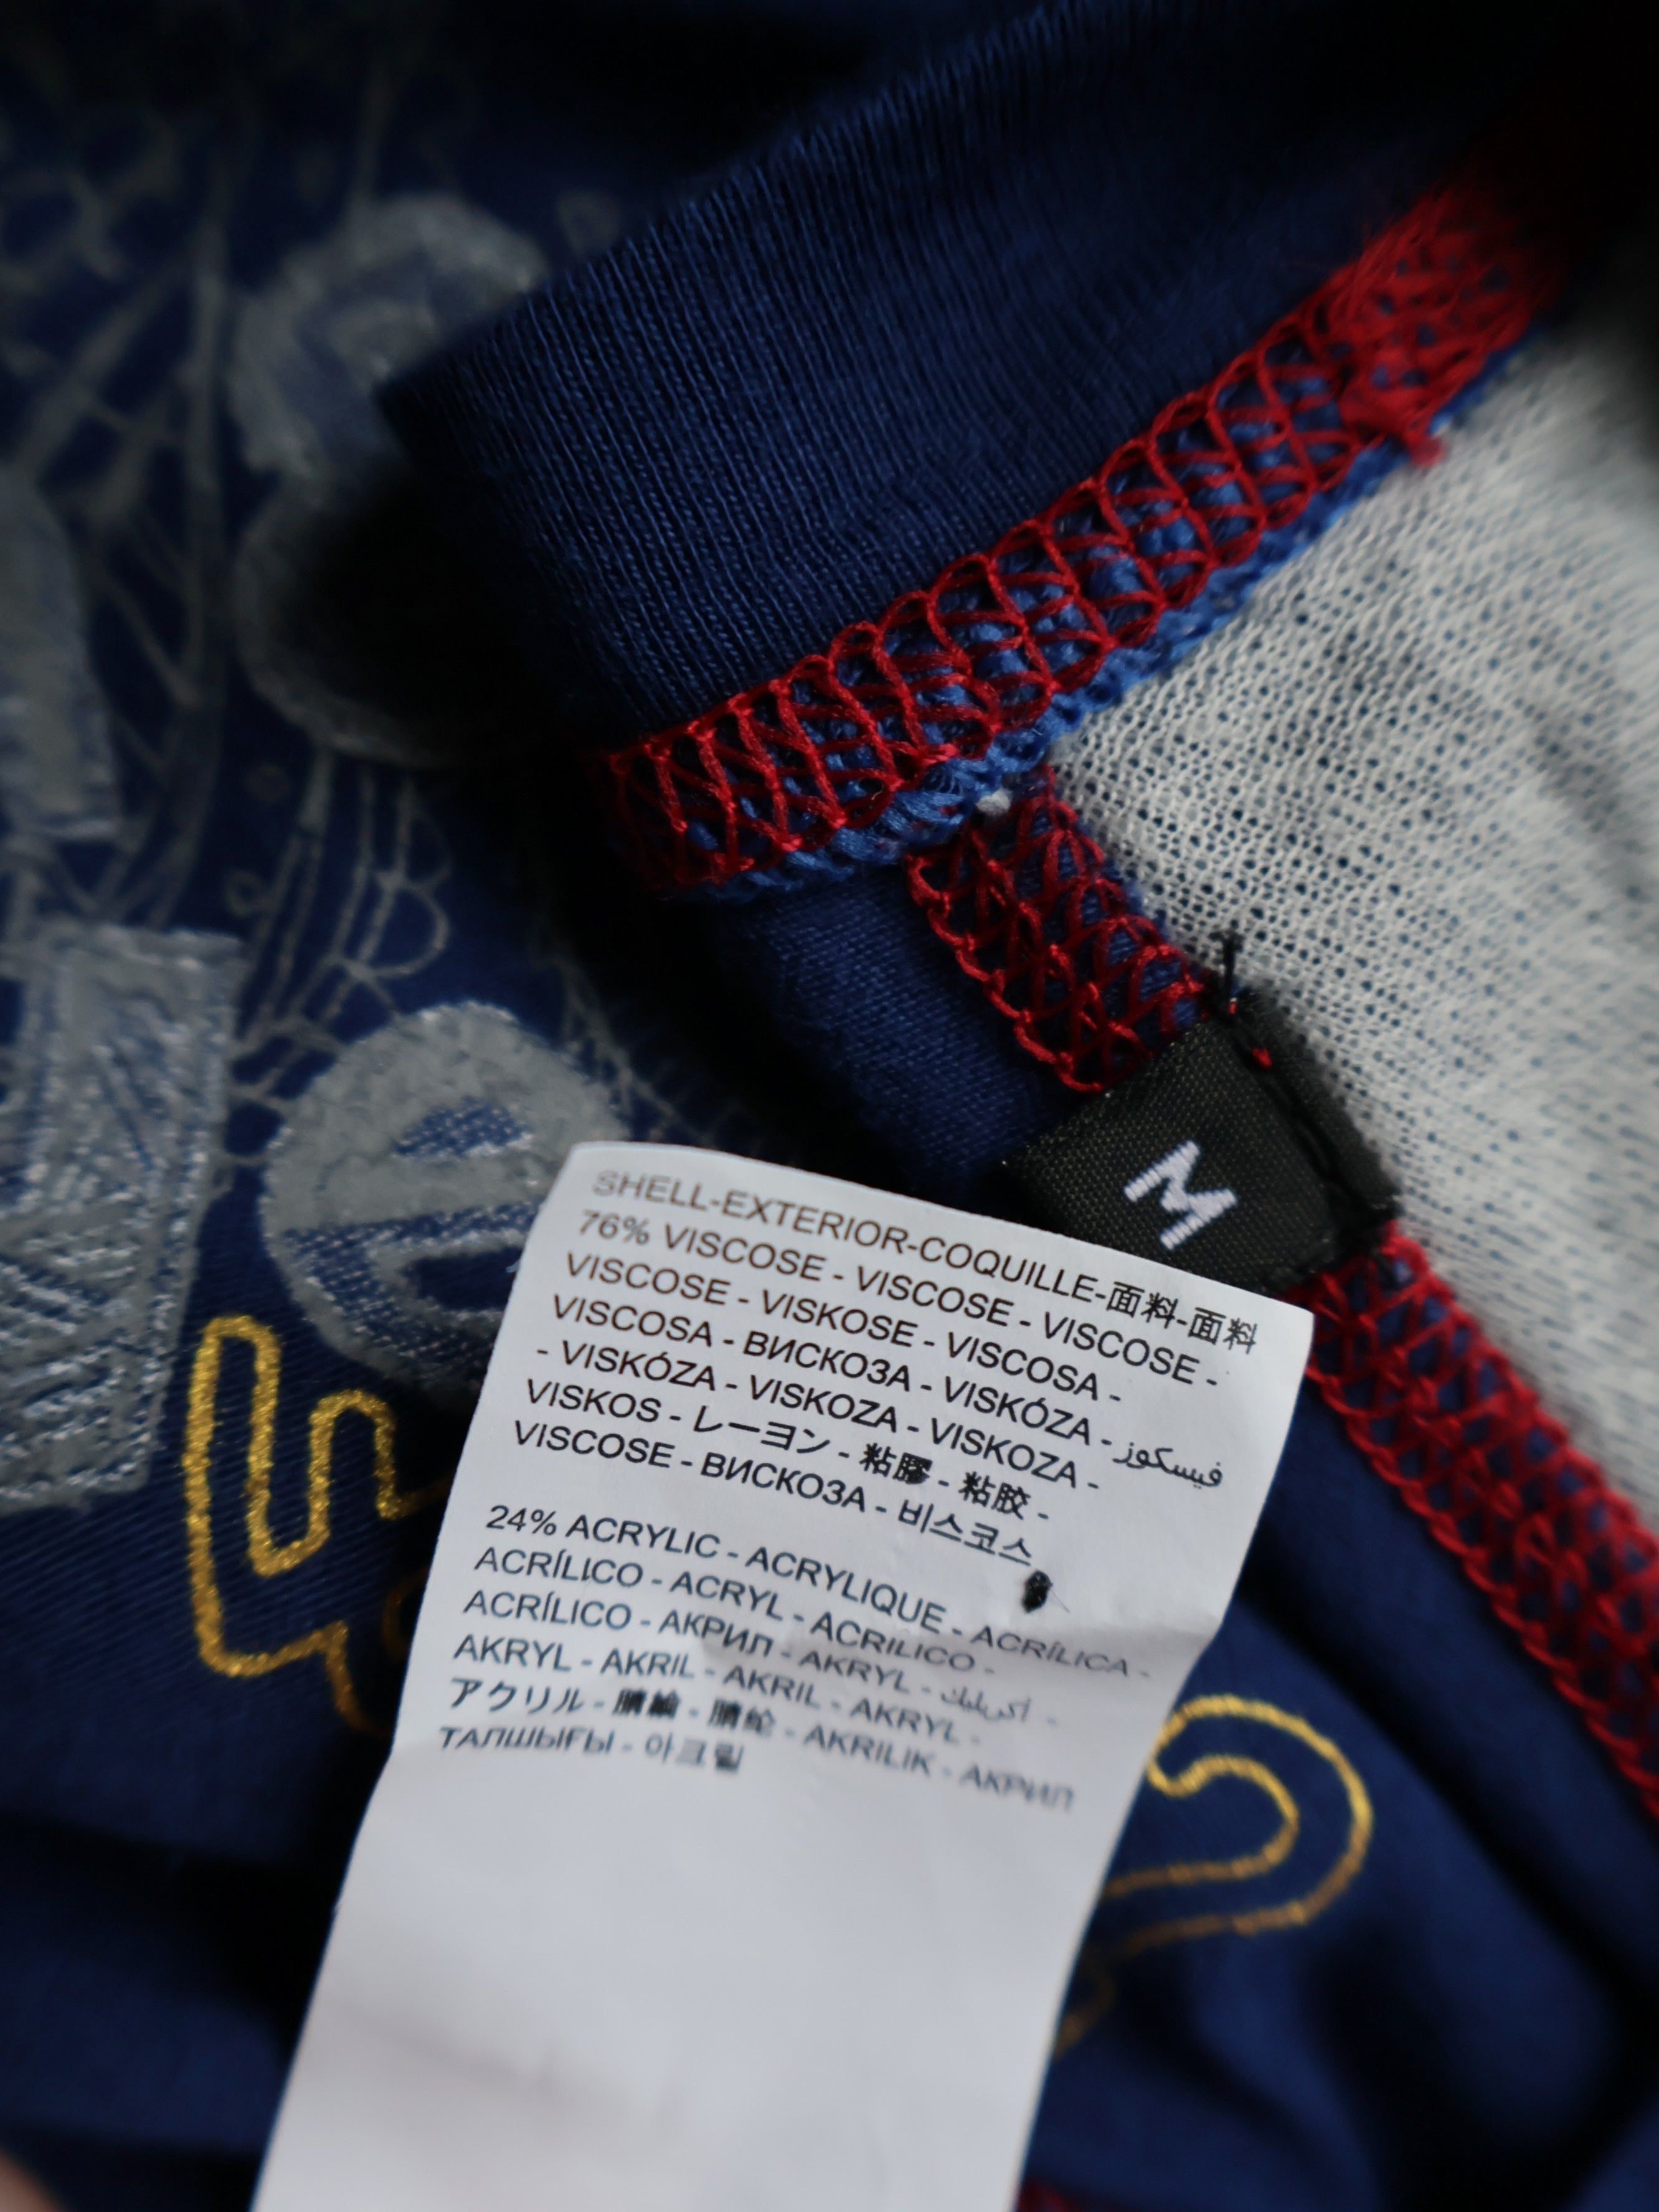 M
SHELL-EXTERIOR-COQUILLE-面料-面料
76% VISCOSE - VISCOSE - VISCOSE -
VISCOSE - VISKOSE - VISCOSA -
VISCOSA - ВИСКОЗА - VISKÓZA - فيسكوز
- VISKÓZA - VISKOZA - VISKOZA -
VISKOS - レーヨン - 粘膠 - 粘胶 -
VISCOSE - ВИСКОЗА - 비스코스
24% ACRYLIC - ACRYLIQUE - ACRÍLICA -
ACRÍLICO - ACRYL - ACRILICO -
ACRÍLICO - АКРИЛ - AKRYL - أكريليك -
AKRYL - AKRIL - AKRIL - AKRYL -
アクリル - 腈綸 - 腈纶 - AKRILIK - АКРИЛ
ТАЛШЫҒЫ - 아크릴
e